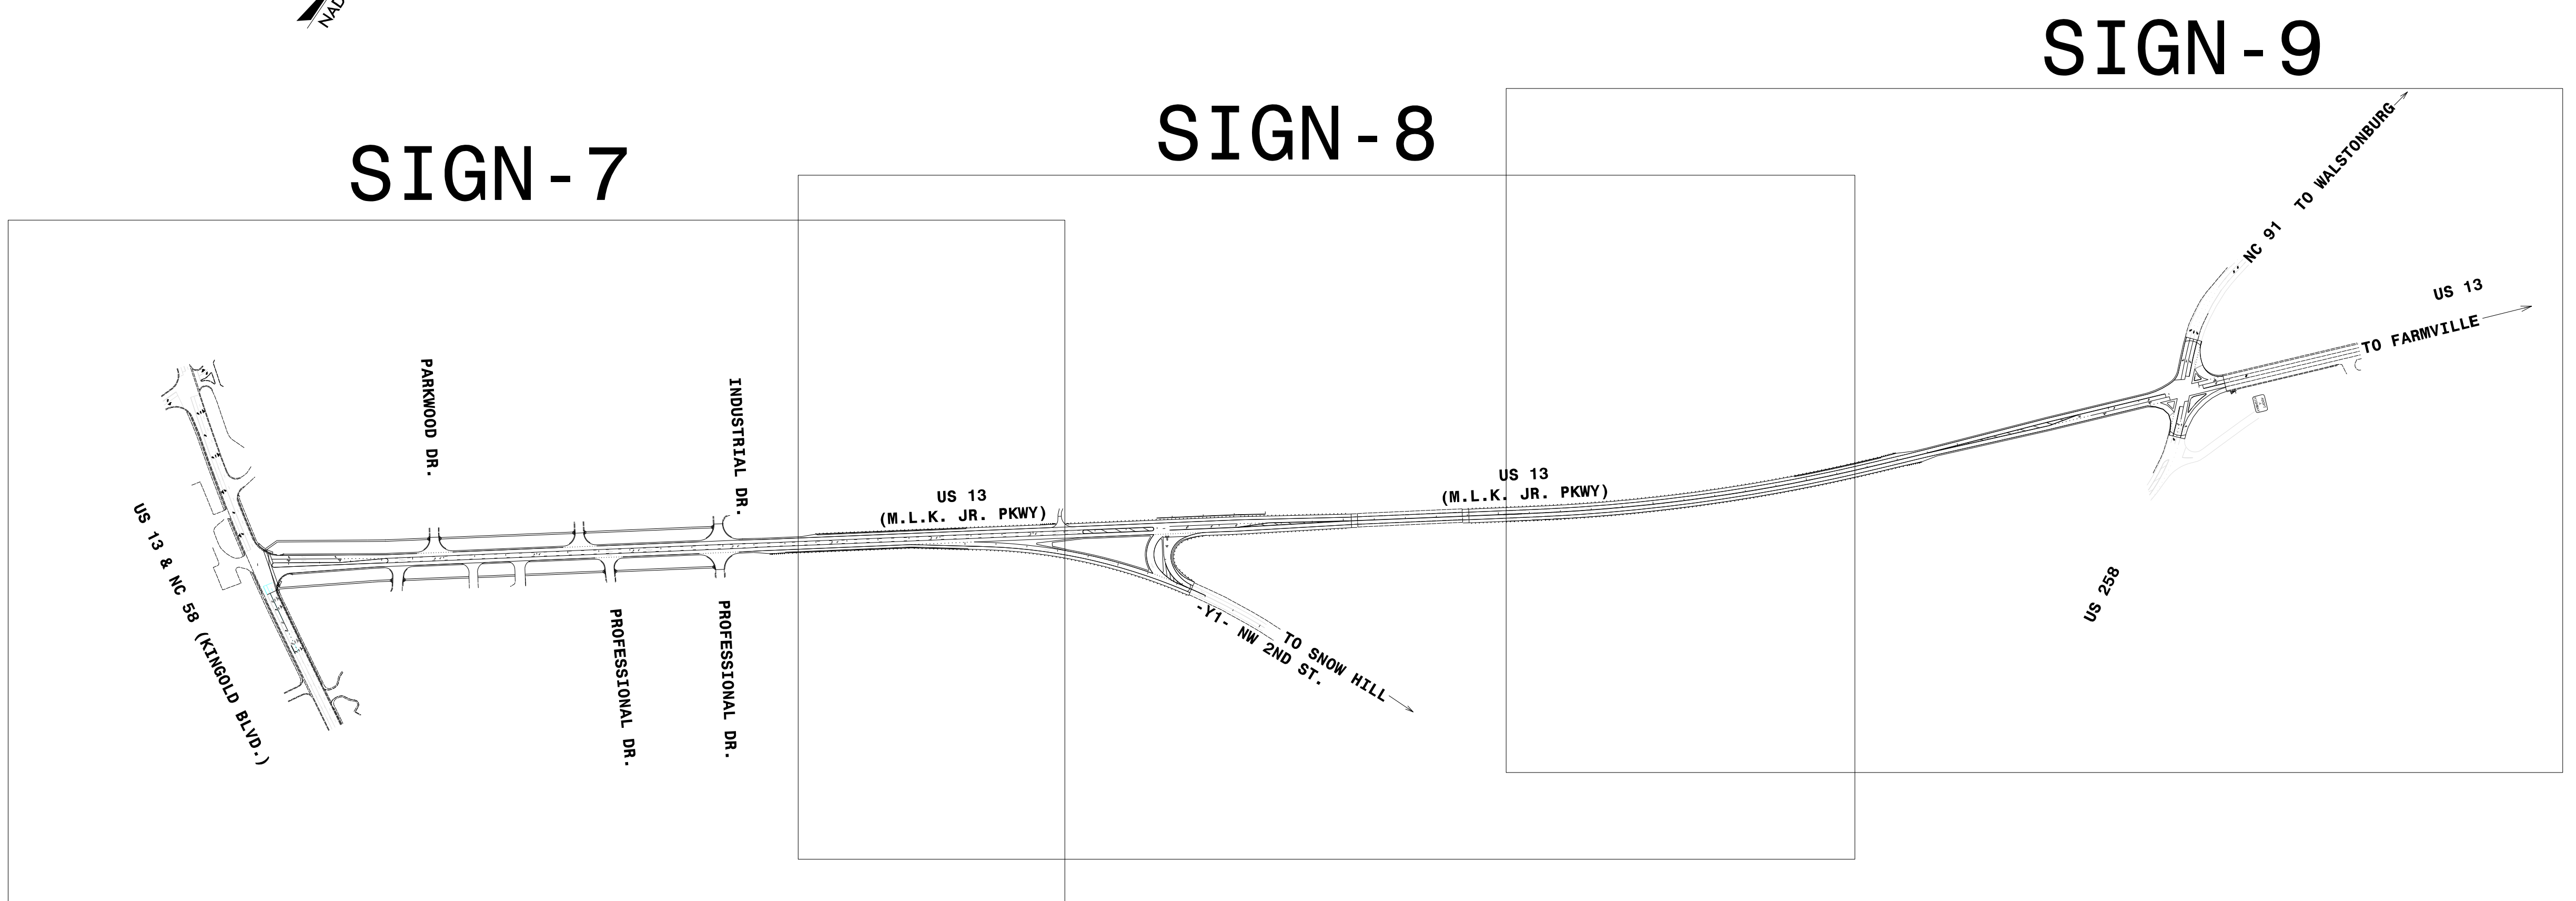 NAD
SIGN-9
SIGN-8
SIGN-7
TO WALSTONBURG
NC 91
US 13
TO FARMVILLE
PARKWOOD DR.
INDUSTRIAL DR.
US 13
(M.L.K. JR. PKWY)
US 13
(M.L.K. JR. PKWY)
US 13 & NC 58 (KINGOLD BLVD.)
PROFESSIONAL DR.
PROFESSIONAL DR.
-Y1- NW 2ND ST.
TO SNOW HILL
US 258